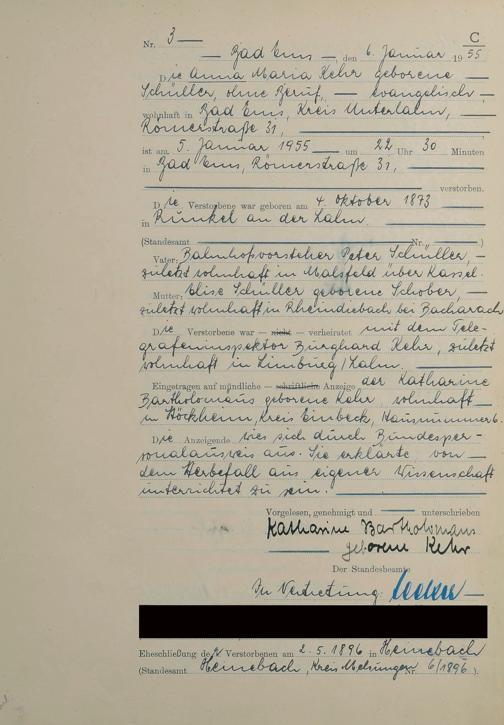 C
Nr. 3
Bad Ems, den 6. Januar 1955
Die Anna Maria Kehr geborene
Schüller, ohne Beruf, — evangelisch —
wohnhaft in Bad Ems, Kreis Unterlahn,
Römerstraße 31,
ist am 5. Januar 1955 um 22 Uhr 30 Minuten
in Bad Ems, Römerstraße 31,
verstorben.
Die Verstorbene war geboren am 4. Oktober 1873
in Runkel an der Lahn.
(Standesamt Nr. )
Vater: Bahnhofsvorsteher Peter Schüller, —
zuletzt wohnhaft in Malsfeld über Kassel.
Mutter: Elise Schüller geborene Schober, —
zuletzt wohnhaft in Rheindiebach bei Bacharach
Die Verstorbene war — nicht — verheiratet mit dem Tele-
grafeninspektor Burghard Kehr, zuletzt
wohnhaft in Limburg/Lahn.
Eingetragen auf mündliche — schriftliche — Anzeige der Katharine
Bartholomäus geborene Kehr, wohnhaft
in Höckheim, Kreis Einbeck, Hausnummer 6.
Die Anzeigende wies sich durch Bundesper-
sonalausweis aus. Sie erklärte von
dem Sterbefall aus eigener Wissenschaft
unterrichtet zu sein.
Vorgelesen, genehmigt und unterschrieben
Katharine Bartholomäus
geborene Kehr
Der Standesbeamte
In Vertretung:
Eheschließung der Verstorbenen am 2.5.1896 in Heinebach
(Standesamt Heinebach, Kreis Melsungen Nr. 6/1896 ).